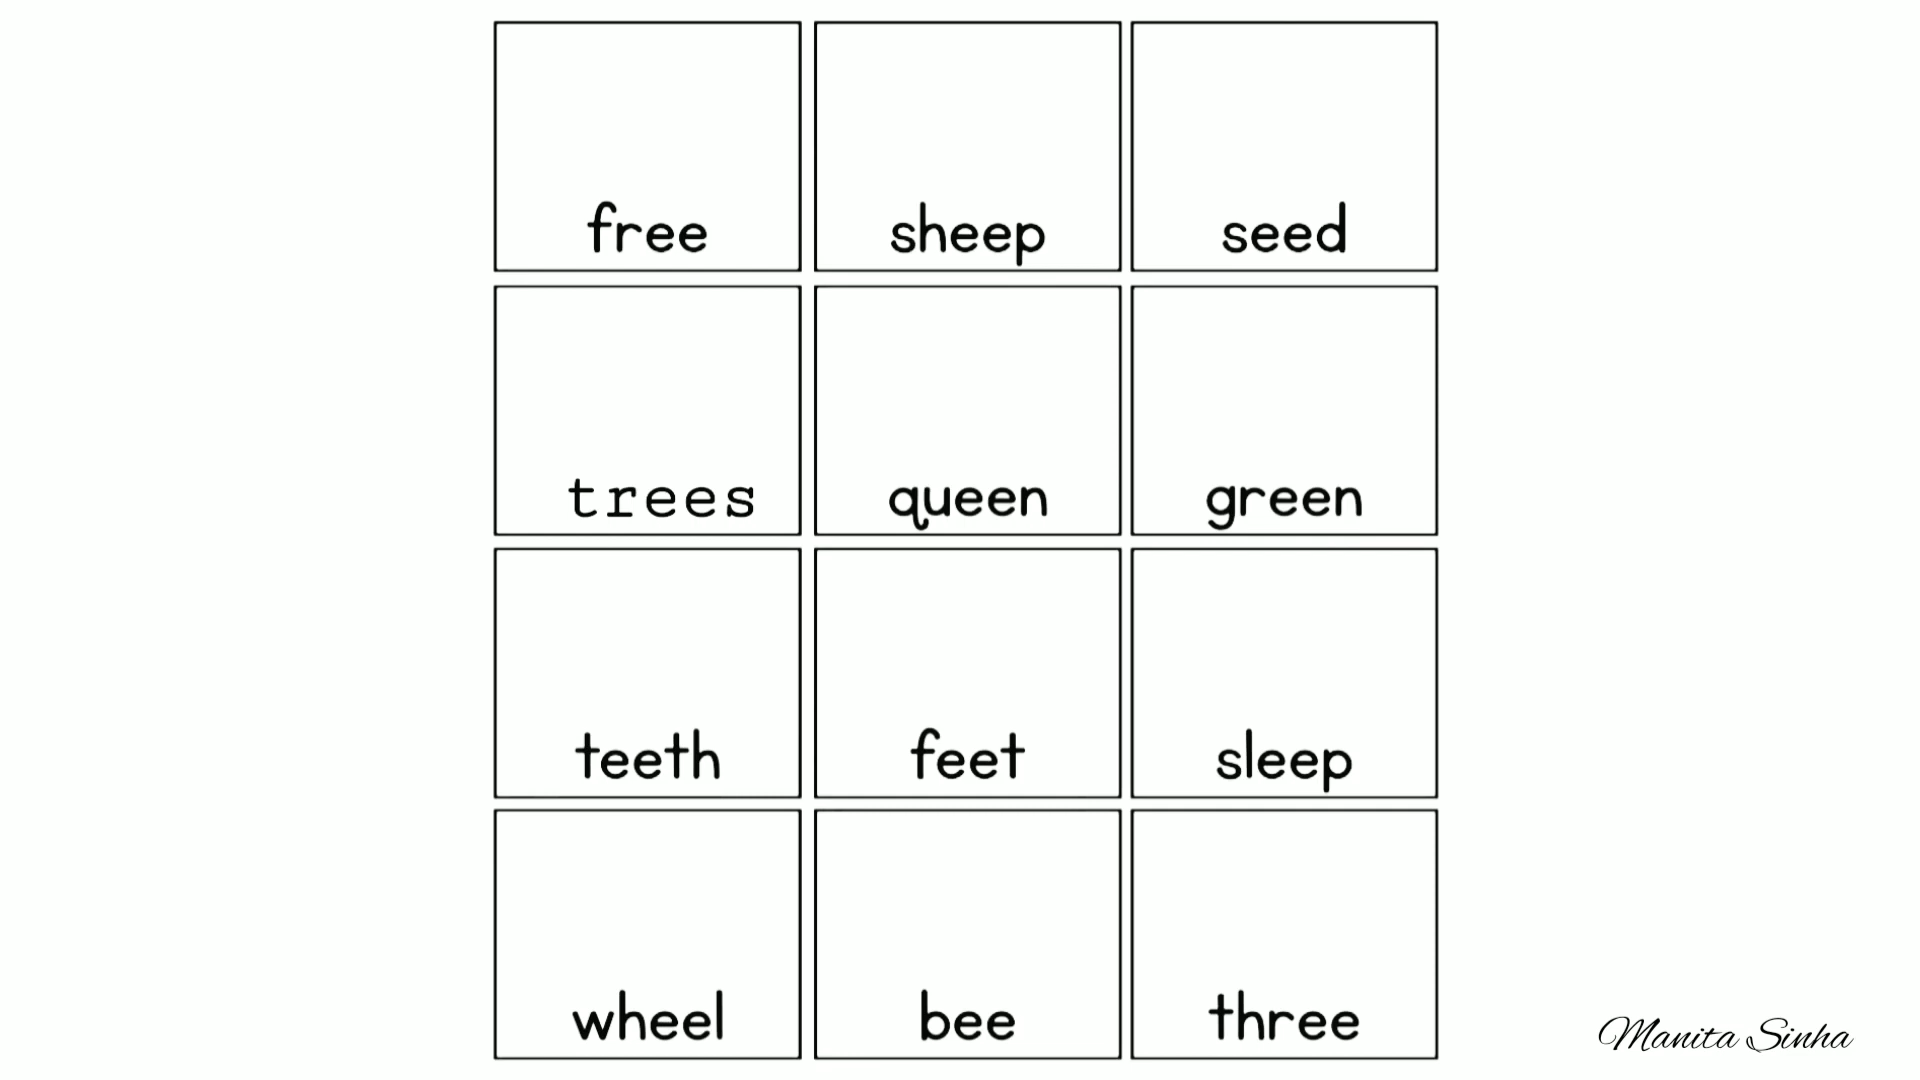 free sheep seed
trees queen green
teeth feet sleep
wheel bee three
Manita Sinha